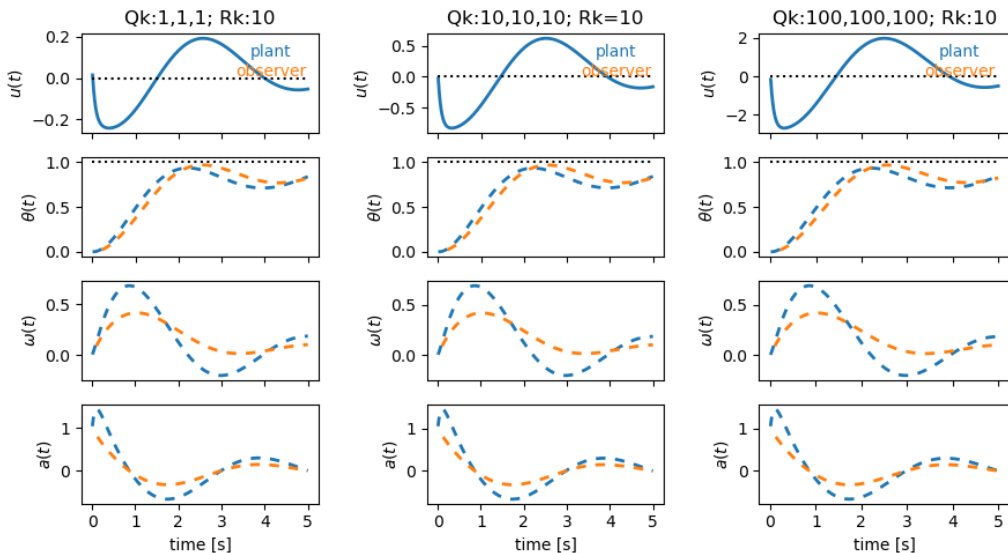 Qk:1,1,1; Rk:10
Qk:10,10,10; Rk=10
Qk:100,100,100; Rk:10
0.2
0.0
−0.2
u(t)
plant
observer
0.5
0.0
−0.5
u(t)
plant
observer
2
0
−2
u(t)
plant
observer
1.0
0.5
0.0
θ(t)
1.0
0.5
0.0
θ(t)
1.0
0.5
0.0
θ(t)
0.5
0.0
ω(t)
0.5
0.0
ω(t)
0.5
0.0
ω(t)
1
0
a(t)
1
0
a(t)
1
0
a(t)
0 1 2 3 4 5
time [s]
0 1 2 3 4 5
time [s]
0 1 2 3 4 5
time [s]